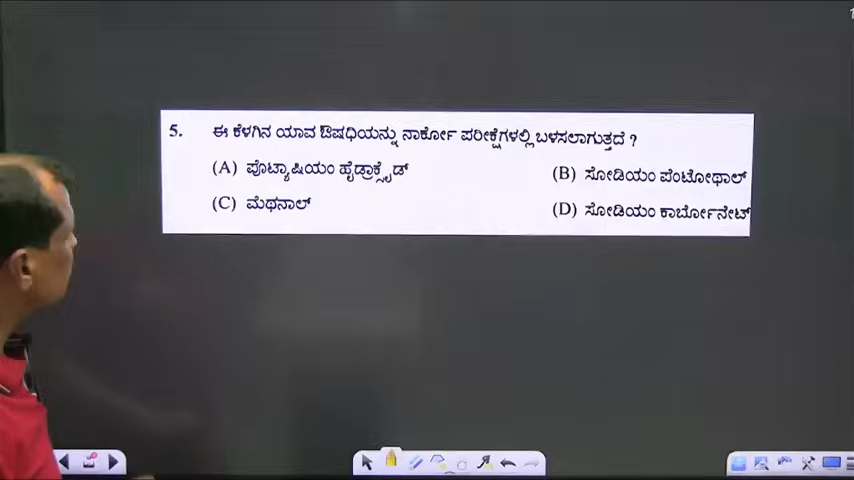 5. ಈ ಕೆಳಗಿನ ಯಾವ ಔಷಧಿಯನ್ನು ನಾರ್ಕೋ ಪರೀಕ್ಷೆಗಳಲ್ಲಿ ಬಳಸಲಾಗುತ್ತದೆ ?
(A) ಪೊಟ್ಯಾಷಿಯಂ ಹೈಡ್ರಾಕ್ಸೈಡ್ (B) ಸೋಡಿಯಂ ಪೆಂಟೋಥಾಲ್
(C) ಮೆಥನಾಲ್ (D) ಸೋಡಿಯಂ ಕಾರ್ಬೋನೇಟ್